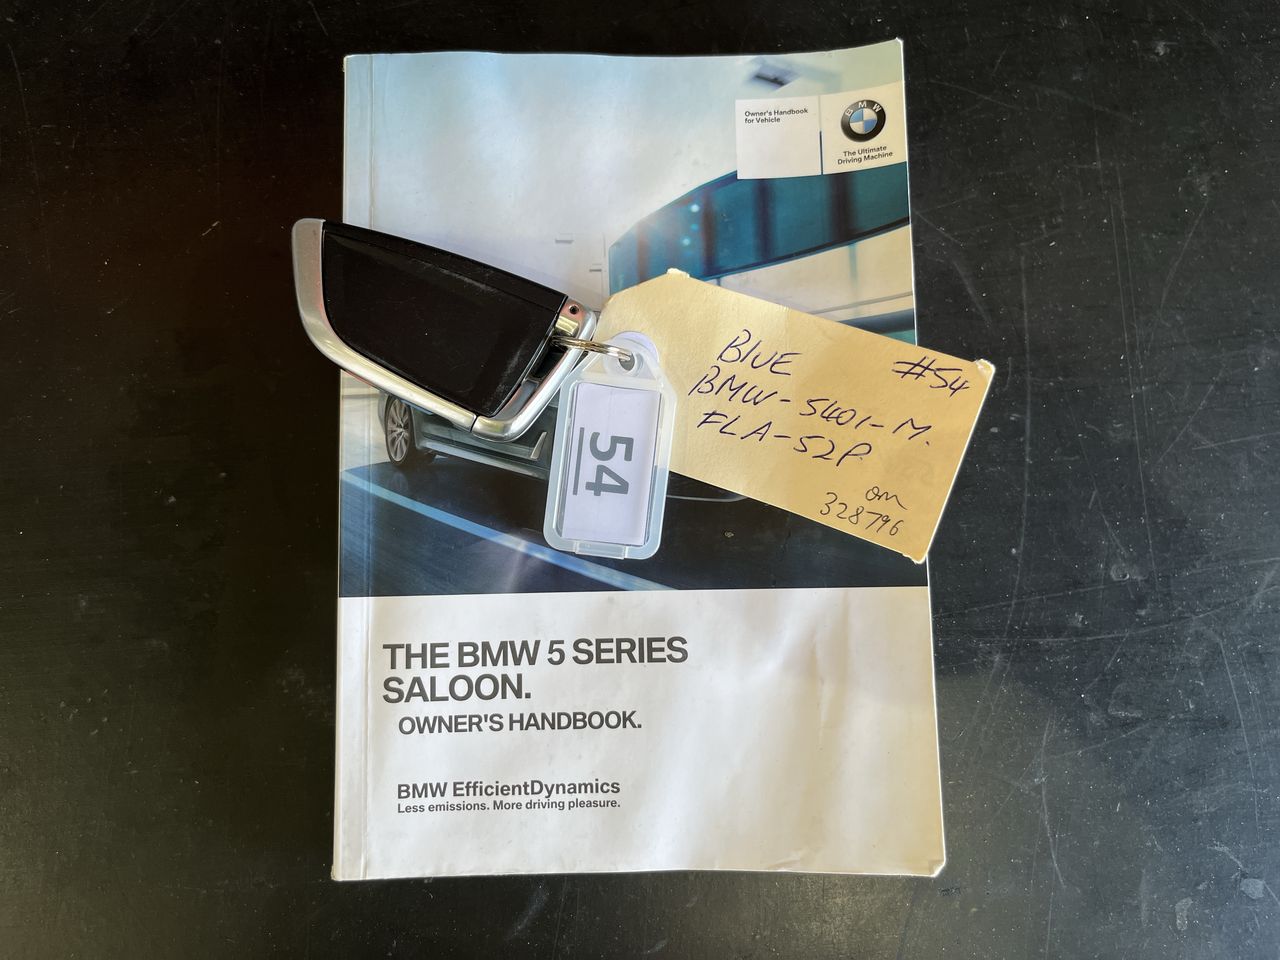 Owner's Handbook
for Vehicle
BMW
The Ultimate
Driving Machine
#54
BLUE
BMW-540i-M.
FLA-52P
om
328796
54
THE BMW 5 SERIES
SALOON.
OWNER'S HANDBOOK.
BMW EfficientDynamics
Less emissions. More driving pleasure.